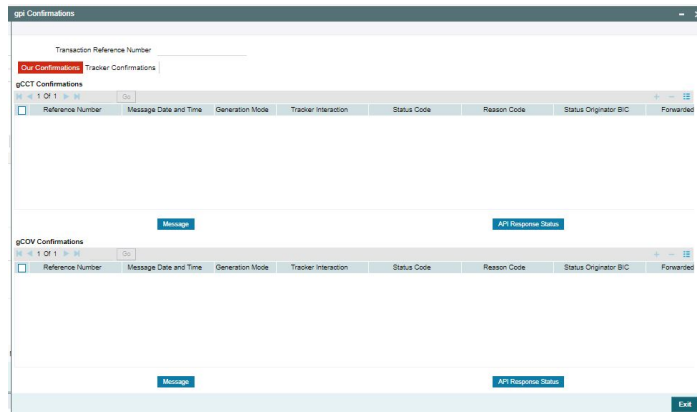 gpi Confirmations
Transaction Reference Number
Our Confirmations Tracker Confirmations
gCCT Confirmations
1 Of 1 Go
Reference Number Message Date and Time Generation Mode Tracker Interaction Status Code Reason Code Status Originator BIC Forwarded
Message API Response Status
gCOV Confirmations
1 Of 1 Go
Reference Number Message Date and Time Generation Mode Tracker Interaction Status Code Reason Code Status Originator BIC Forwarded
Message API Response Status
Exit